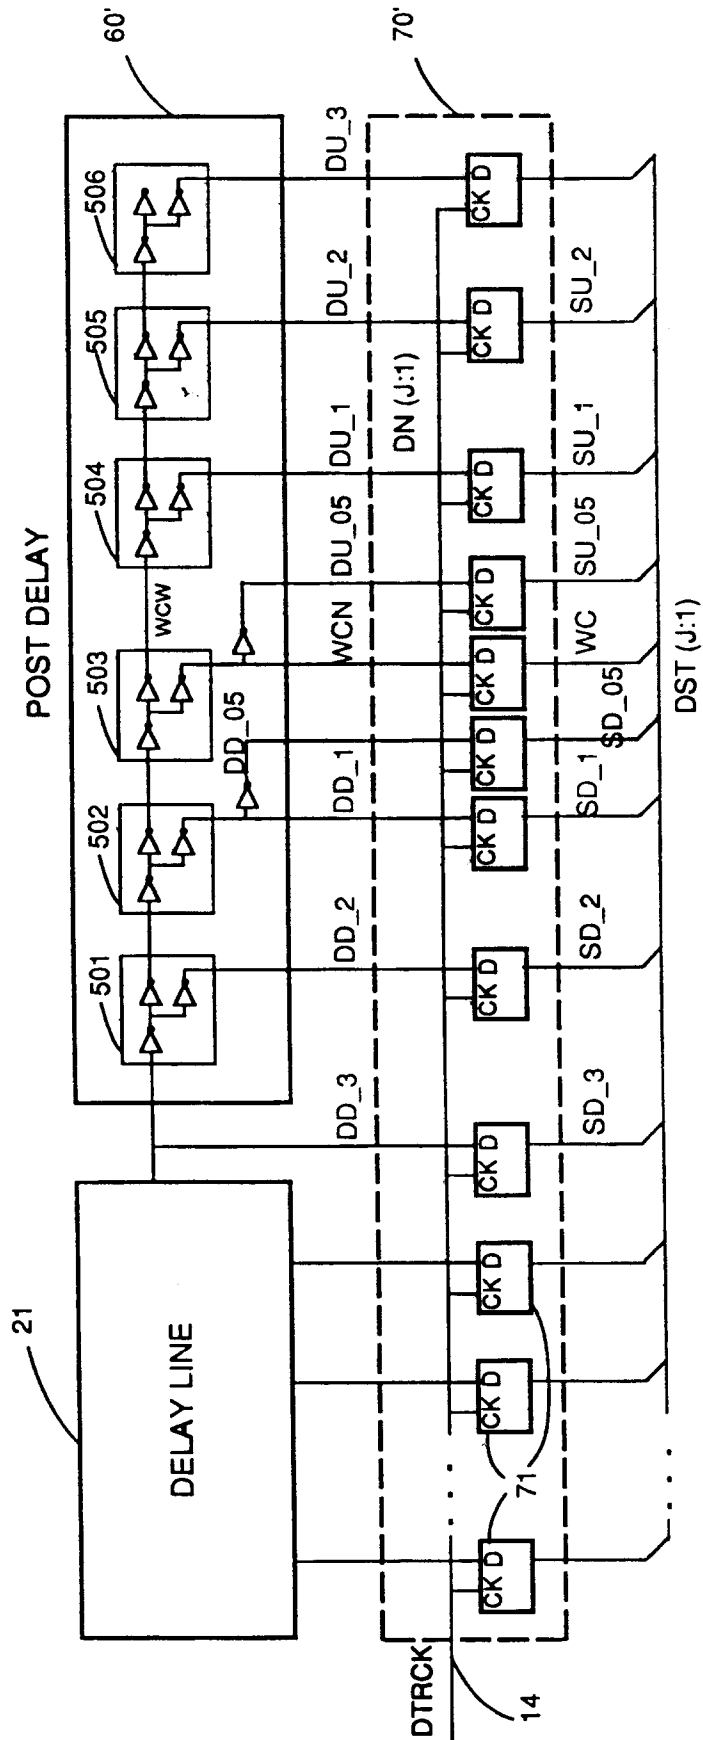 POST DELAY
60'
501
502
503
504
505
506
WCW
21
DELAY LINE
DD_3
DD_2
DD_1
DD_05
WCN
DU_05
DU_1
DU_2
DU_3
70'
DN (J:1)
DTRCK
14
CK D
CK D
CK D
CK D
CK D
CK D
CK D
CK D
CK D
CK D
CK D
CK D
71
SD_3
SD_2
SD_1
SD_05
WC
SU_05
SU_1
SU_2
DST (J:1)